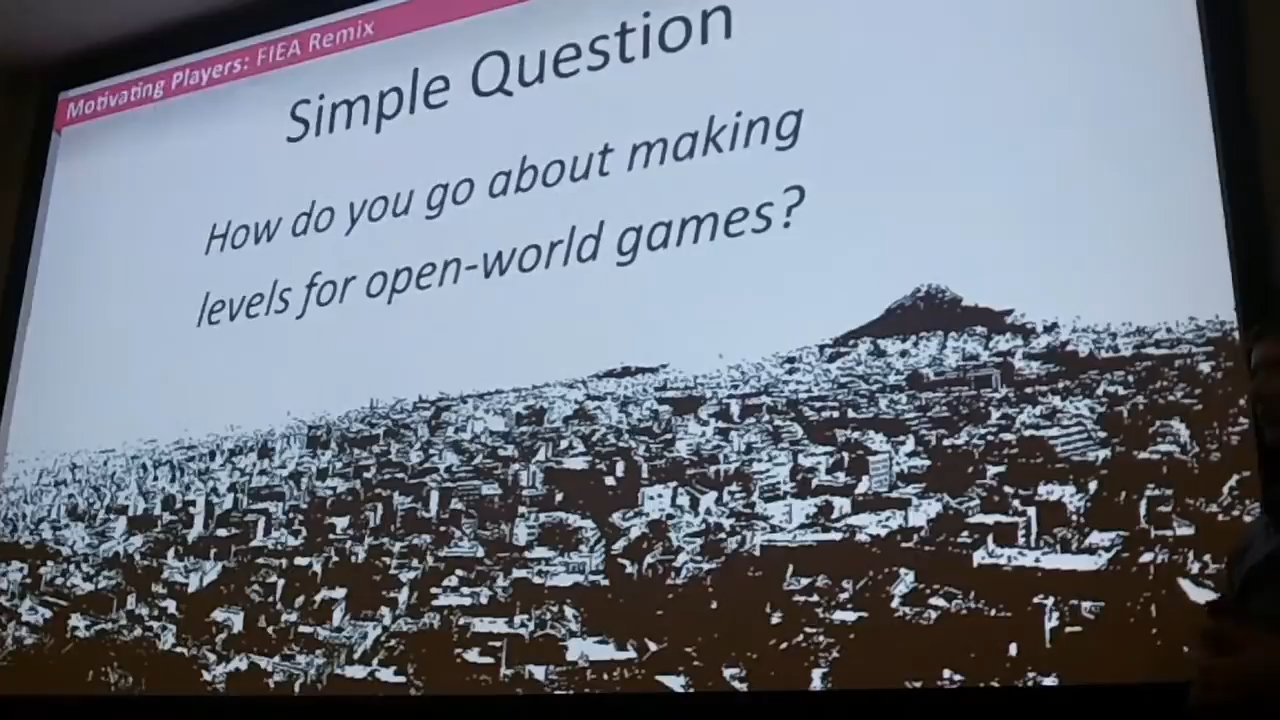 Motivating Players: FIEA Remix
Simple Question
How do you go about making
levels for open-world games?